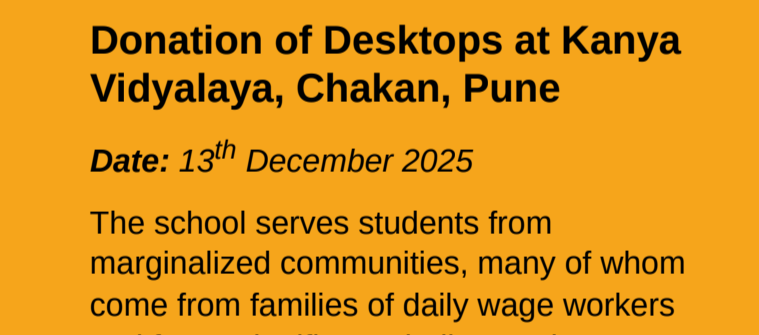 Donation of Desktops at Kanya
Vidyalaya, Chakan, Pune
Date: 13th December 2025
The school serves students from
marginalized communities, many of whom
come from families of daily wage workers